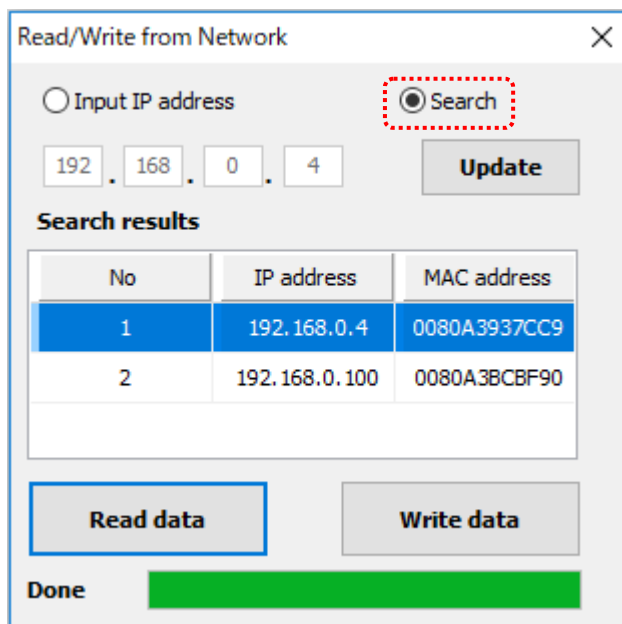 Read/Write from Network
Input IP address Search
192 . 168 . 0 . 4 Update
Search results
No IP address MAC address
1 192.168.0.4 0080A3937CC9
2 192.168.0.100 0080A3BCBF90
Read data Write data
Done